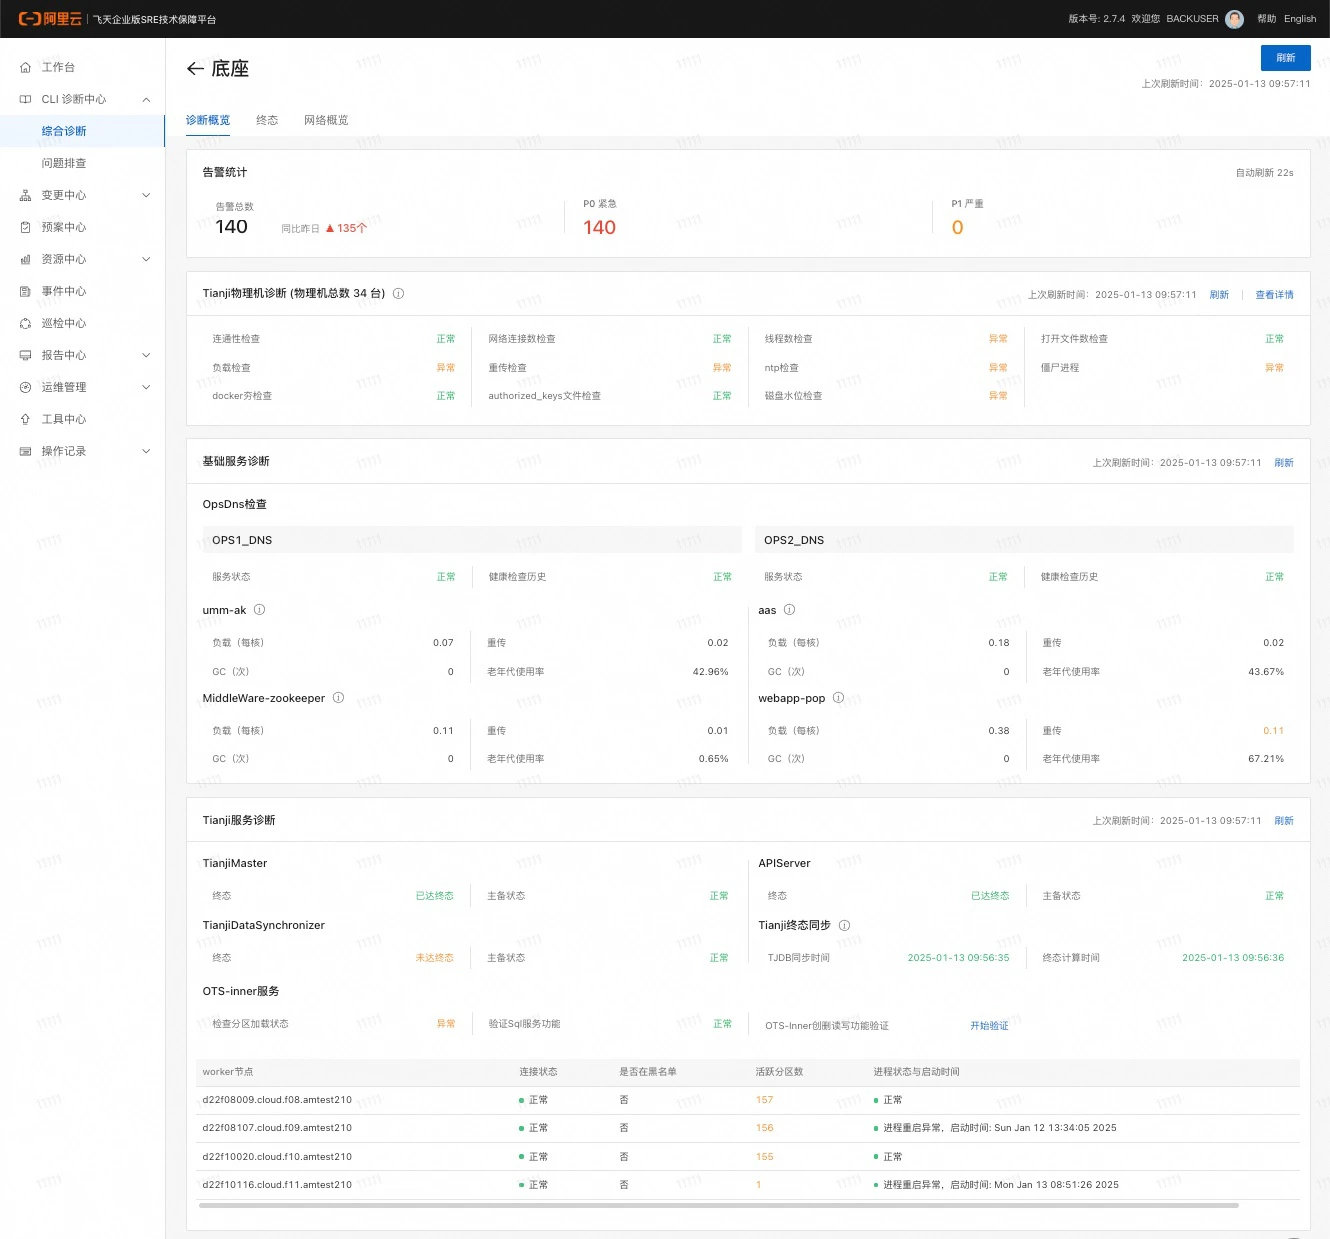 阿里云 飞天企业版SRE技术保障平台 版本号: 2.7.4 欢迎您 BACKUSER 帮助 English
工作台
CLI 诊断中心
综合诊断
问题排查
变更中心
预案中心
资源中心
事件中心
巡检中心
报告中心
运维管理
工具中心
操作记录
← 底座
刷新
上次刷新时间: 2025-01-13 09:57:11
诊断概览 终态 网络概览
告警统计 自动刷新 22s
告警总数 P0 紧急 P1 严重
140 同比昨日 ▲ 135个 140 0
Tianji物理机诊断 (物理机总数 34 台) 上次刷新时间: 2025-01-13 09:57:11 刷新 查看详情
连通性检查 正常 网络连接数检查 正常 线程数检查 异常 打开文件数检查 正常
负载检查 异常 重传检查 异常 ntp检查 异常 僵尸进程 异常
docker夯检查 正常 authorized_keys文件检查 正常 磁盘水位检查 异常
基础服务诊断 上次刷新时间: 2025-01-13 09:57:11 刷新
OpsDns检查
OPS1_DNS OPS2_DNS
服务状态 正常 健康检查历史 正常 服务状态 正常 健康检查历史 正常
umm-ak aas
负载（每核） 0.07 重传 0.02 负载（每核） 0.18 重传 0.02
GC（次） 0 老年代使用率 42.96% GC（次） 0 老年代使用率 43.67%
MiddleWare-zookeeper webapp-pop
负载（每核） 0.11 重传 0.01 负载（每核） 0.38 重传 0.11
GC（次） 0 老年代使用率 0.65% GC（次） 0 老年代使用率 67.21%
Tianji服务诊断 上次刷新时间: 2025-01-13 09:57:11 刷新
TianjiMaster APIServer
终态 已达终态 主备状态 正常 终态 已达终态 主备状态 正常
TianjiDataSynchronizer Tianji终态同步
终态 未达终态 主备状态 正常 TJDB同步时间 2025-01-13 09:56:35 终态计算时间 2025-01-13 09:56:36
OTS-inner服务
检查分区加载状态 异常 验证Sql服务功能 正常 OTS-Inner创删读写功能验证 开始验证
worker节点 连接状态 是否在黑名单 活跃分区数 进程状态与启动时间
d22f08009.cloud.f08.amtest210 正常 否 157 正常
d22f08107.cloud.f09.amtest210 正常 否 156 进程重启异常，启动时间: Sun Jan 12 13:34:05 2025
d22f10020.cloud.f10.amtest210 正常 否 155 正常
d22f10116.cloud.f11.amtest210 正常 否 1 进程重启异常，启动时间: Mon Jan 13 08:51:26 2025